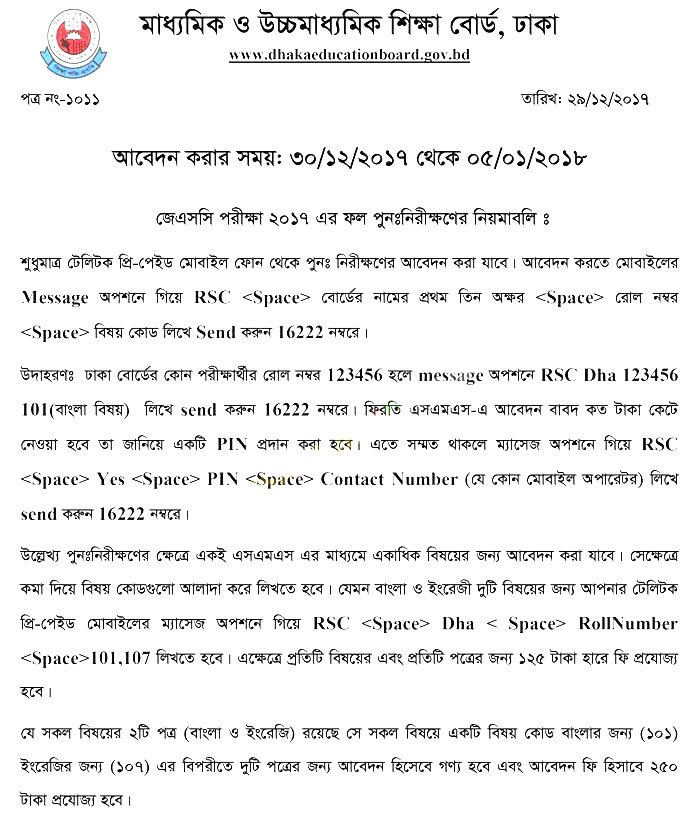 মাধ্যমিক ও উচ্চমাধ্যমিক শিক্ষা বোর্ড, ঢাকা
www.dhakaeducationboard.gov.bd
পত্র নং-১০১১ তারিখ: ২৯/১২/২০১৭
আবেদন করার সময়: ৩০/১২/২০১৭ থেকে ০৫/০১/২০১৮
জেএসসি পরীক্ষা ২০১৭ এর ফল পুনঃনিরীক্ষণের নিয়মাবলি ঃ
শুধুমাত্র টেলিটক প্রি-পেইড মোবাইল ফোন থেকে পুনঃ নিরীক্ষণের আবেদন করা যাবে। আবেদন করতে মোবাইলের
Message অপশনে গিয়ে RSC <Space> বোর্ডের নামের প্রথম তিন অক্ষর <Space> রোল নম্বর
<Space> বিষয় কোড লিখে Send করুন 16222 নম্বরে।
উদাহরণঃ ঢাকা বোর্ডের কোন পরীক্ষার্থীর রোল নম্বর 123456 হলে message অপশনে RSC Dha 123456
101(বাংলা বিষয়) লিখে send করুন 16222 নম্বরে। ফিরতি এসএমএস-এ আবেদন বাবদ কত টাকা কেটে
নেওয়া হবে তা জানিয়ে একটি PIN প্রদান করা হবে। এতে সম্মত থাকলে ম্যাসেজ অপশনে গিয়ে RSC
<Space> Yes <Space> PIN <Space> Contact Number (যে কোন মোবাইল অপারেটর) লিখে
send করুন 16222 নম্বরে।
উল্লেখ্য পুনঃনিরীক্ষণের ক্ষেত্রে একই এসএমএস এর মাধ্যমে একাধিক বিষয়ের জন্য আবেদন করা যাবে। সেক্ষেত্রে
কমা দিয়ে বিষয় কোডগুলো আলাদা করে লিখতে হবে। যেমন বাংলা ও ইংরেজী দুটি বিষয়ের জন্য আপনার টেলিটক
প্রি-পেইড মোবাইলের ম্যাসেজ অপশনে গিয়ে RSC <Space> Dha < Space> RollNumber
<Space>101,107 লিখতে হবে। এক্ষেত্রে প্রতিটি বিষয়ের এবং প্রতিটি পত্রের জন্য ১২৫ টাকা হারে ফি প্রযোজ্য
হবে।
যে সকল বিষয়ের ২টি পত্র (বাংলা ও ইংরেজি) রয়েছে সে সকল বিষয়ে একটি বিষয় কোড বাংলার জন্য (১০১)
ইংরেজির জন্য (১০৭) এর বিপরীতে দুটি পত্রের জন্য আবেদন হিসেবে গণ্য হবে এবং আবেদন ফি হিসাবে ২৫০
টাকা প্রযোজ্য হবে।